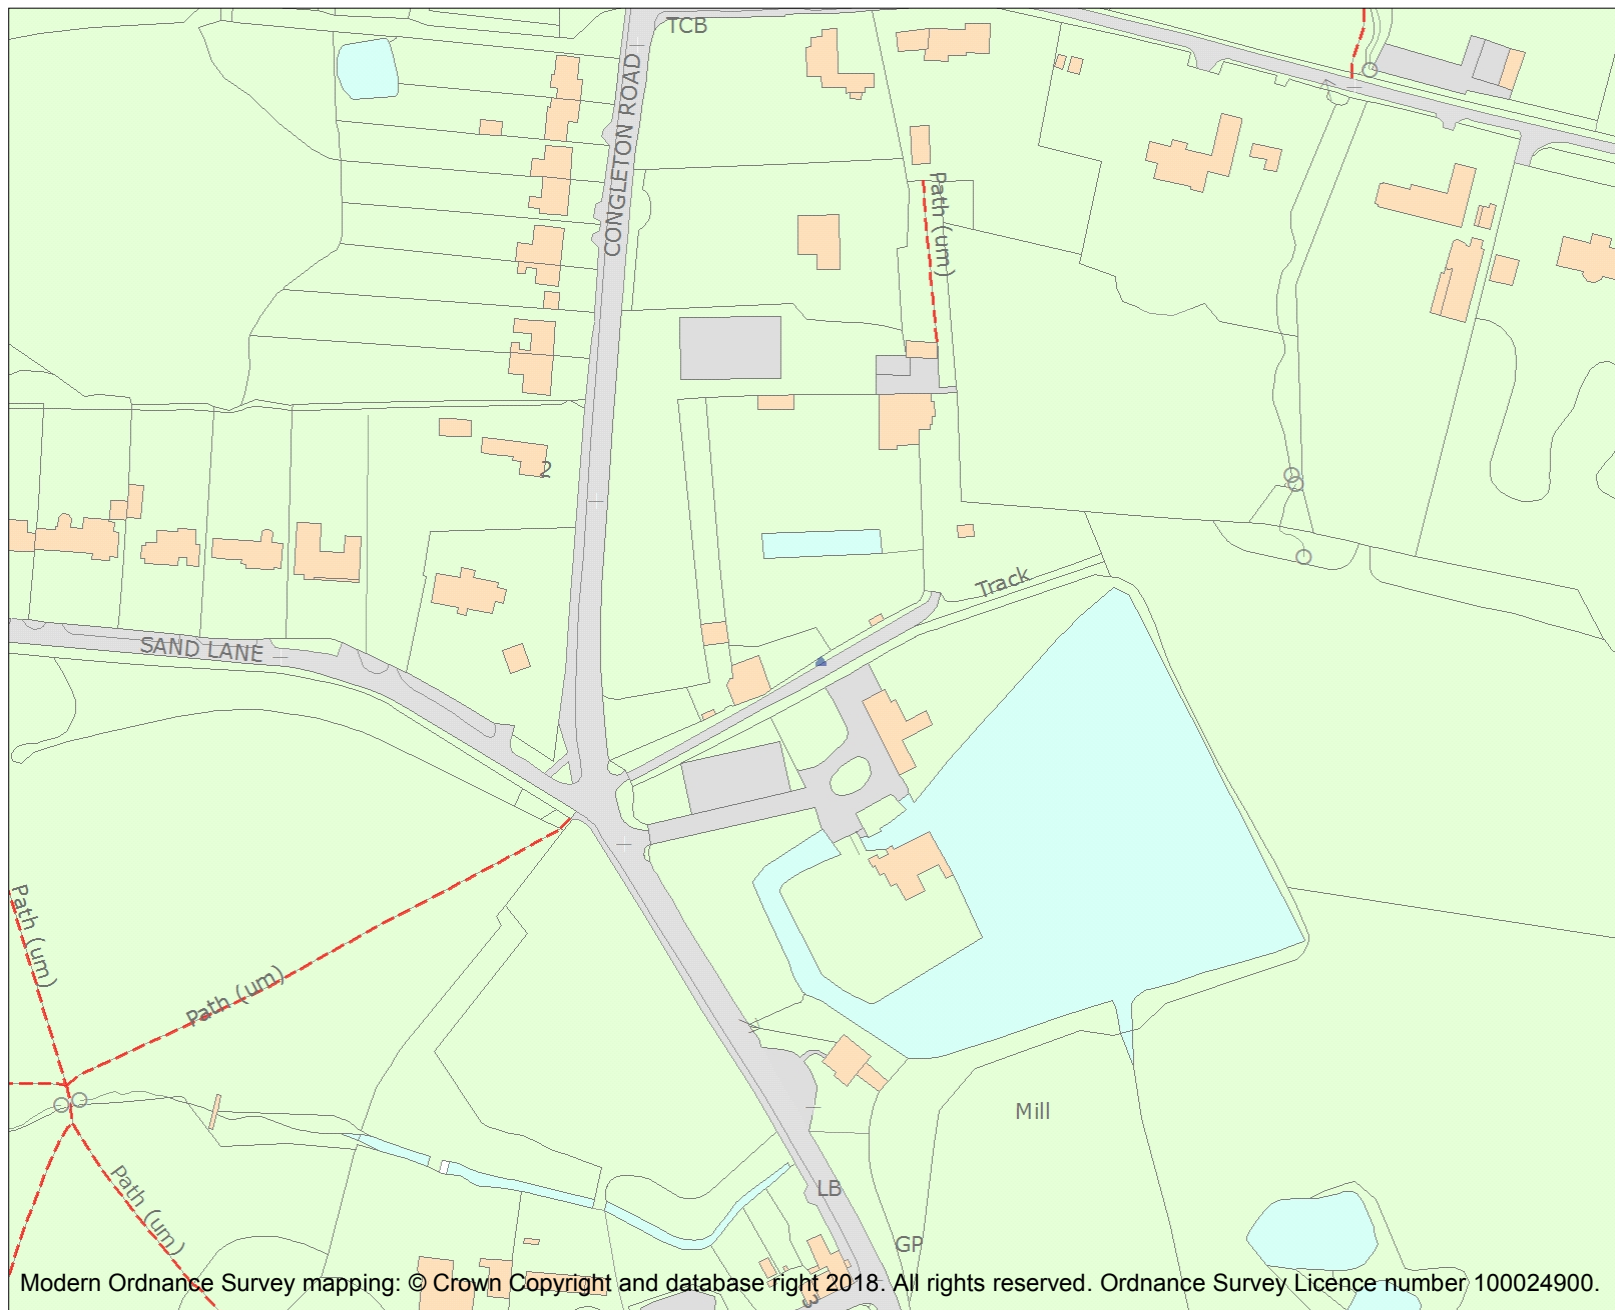 TCB
CONGLETON ROAD
Path (um)
2
Track
SAND LANE
Path (um)
Path (um)
Mill
Path (um)
LB
GP
3
Modern Ordnance Survey mapping: © Crown Copyright and database right 2018. All rights reserved. Ordnance Survey Licence number 100024900.